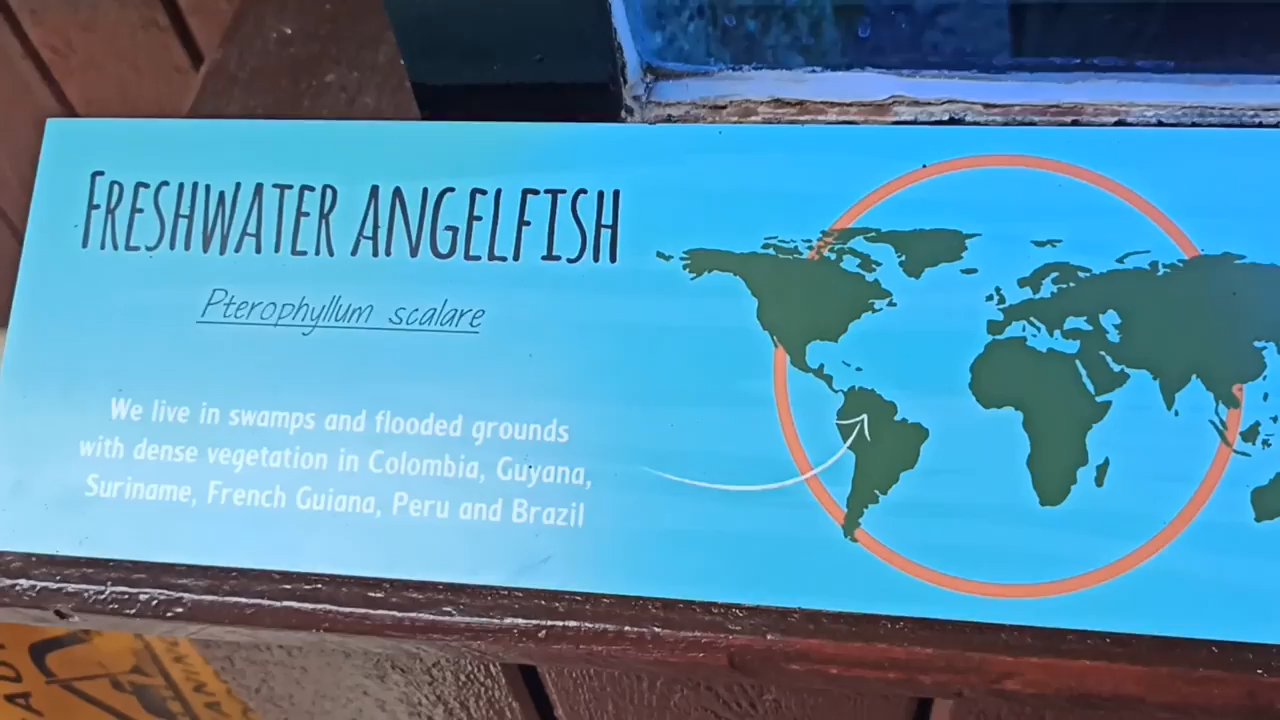 FRESHWATER ANGELFISH
Pterophyllum scalare
We live in swamps and flooded grounds
with dense vegetation in Colombia, Guyana,
Suriname, French Guiana, Peru and Brazil